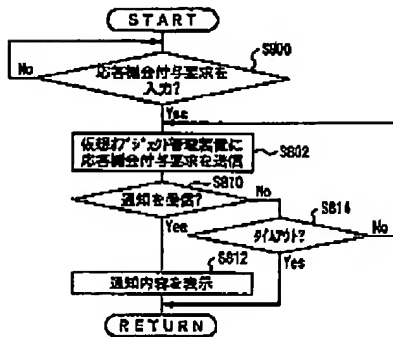 START
S800
応答機会付与要求を
入力?
No
Yes
仮想オブジェクト管理装置に
応答機会付与要求を送信
S802
S810
通知を受信?
No
Yes
S814
タイムアウト?
No
Yes
S812
通知内容を表示
RETURN